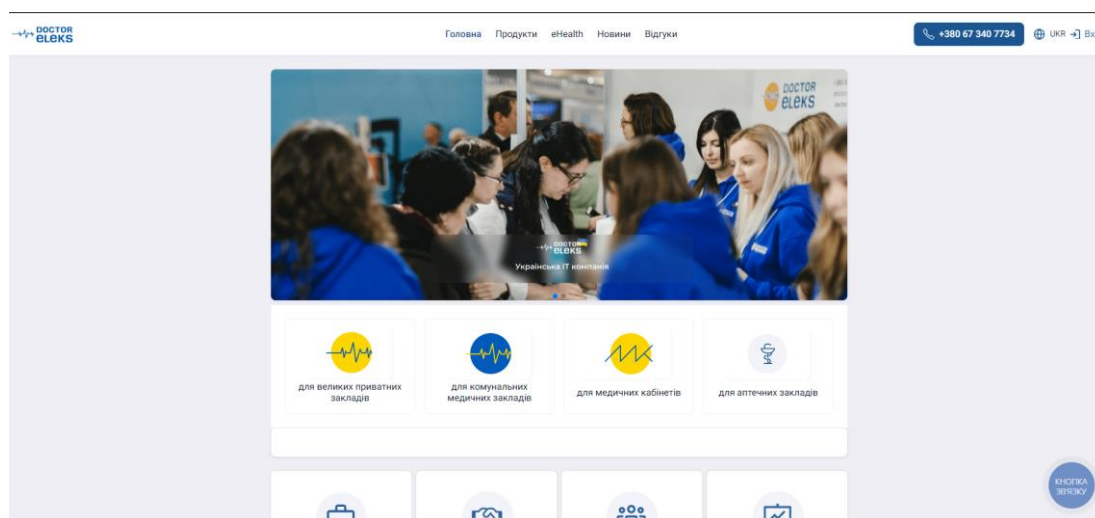 DOCTOR
eLeKS
Головна Продукти eHealth Новини Відгуки
+380 67 340 7734
UKR
DOCTOR
eLeKS
DOCTOR
eLeKS
Українська ІТ компанія
для великих приватних
закладів
для комунальних
медичних закладів
для медичних кабінетів
для аптечних закладів
КНОПКА
ЗВ'ЯЗКУ